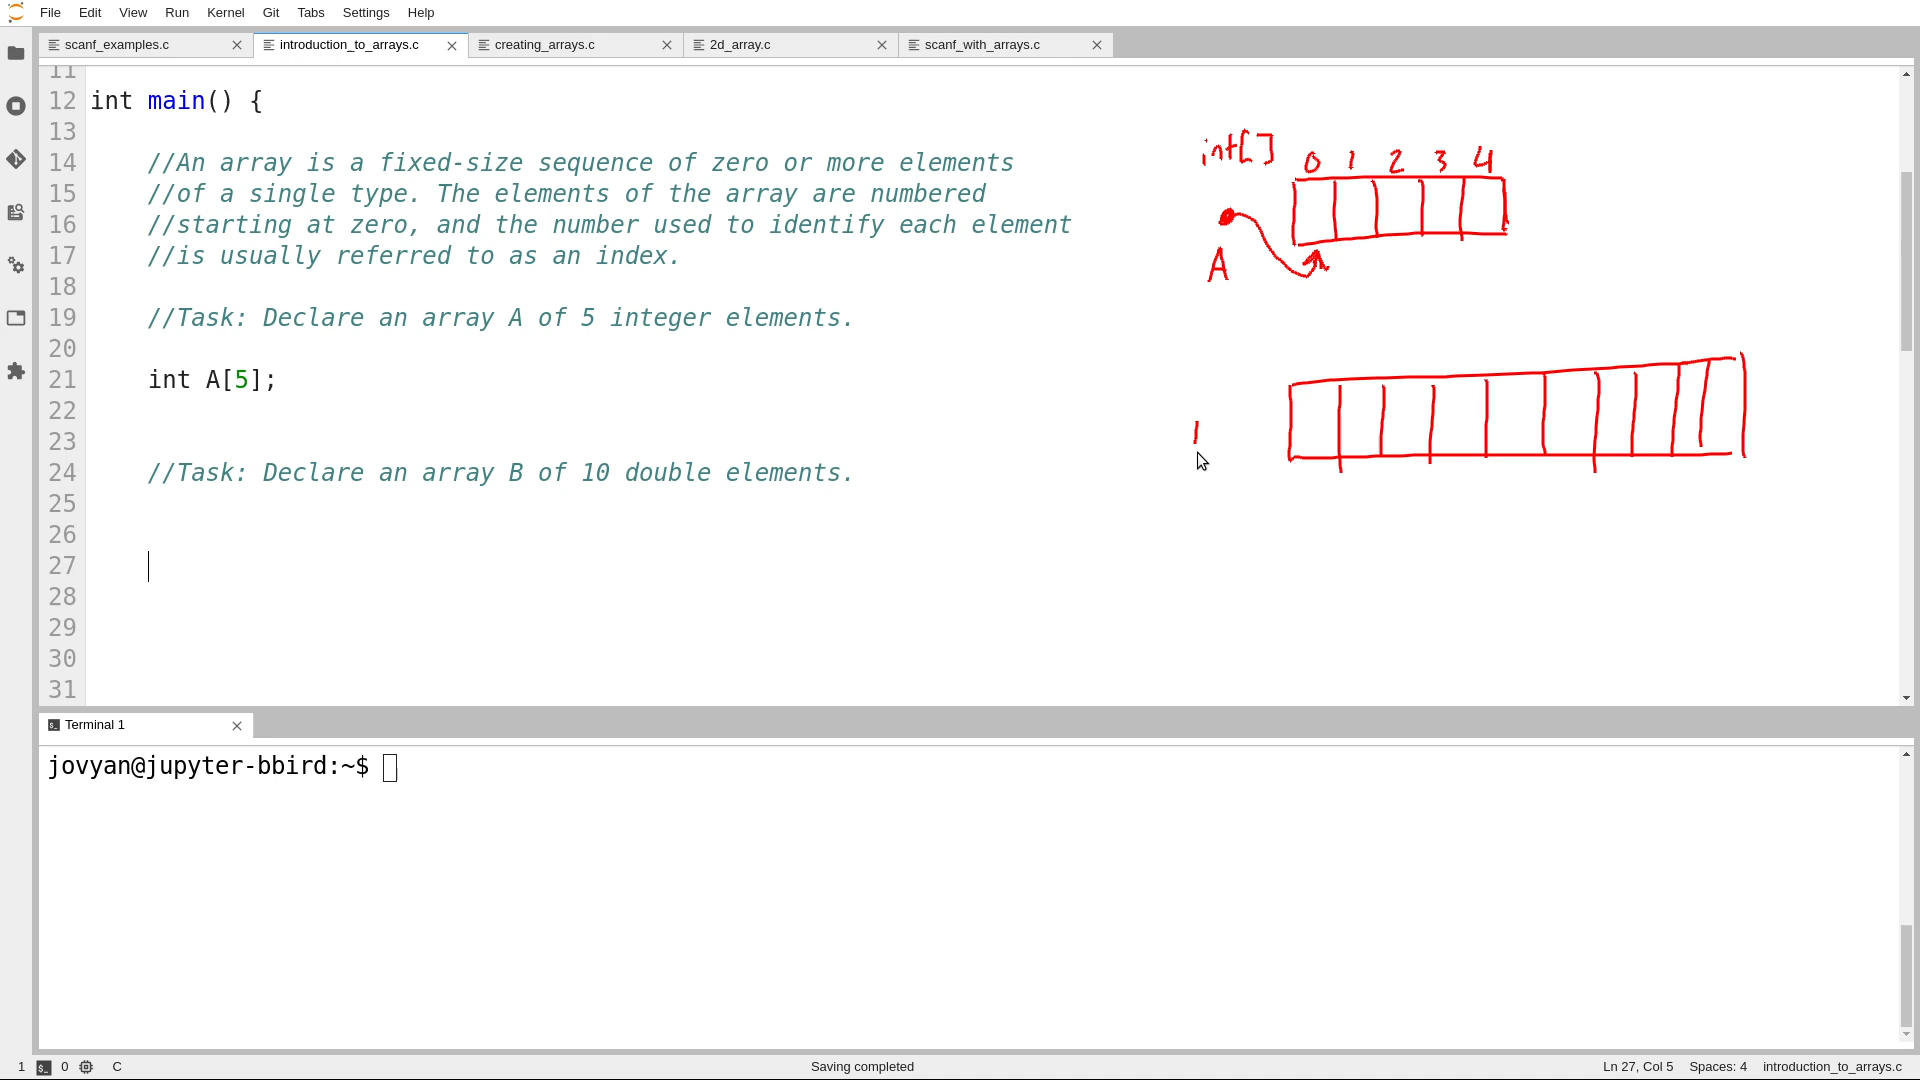 File Edit View Run Kernel Git Tabs Settings Help
scanf_examples.c introduction_to_arrays.c creating_arrays.c 2d_array.c scanf_with_arrays.c
11
12 int main() {
13
14 //An array is a fixed-size sequence of zero or more elements
15 //of a single type. The elements of the array are numbered
16 //starting at zero, and the number used to identify each element
17 //is usually referred to as an index.
18
19 //Task: Declare an array A of 5 integer elements.
20
21 int A[5];
22
23
24 //Task: Declare an array B of 10 double elements.
25
26
27
28
29
30
31
int[] 0 1 2 3 4
A
Terminal 1
jovyan@jupyter-bbird:~$
1 0 C Saving completed Ln 27, Col 5 Spaces: 4 introduction_to_arrays.c